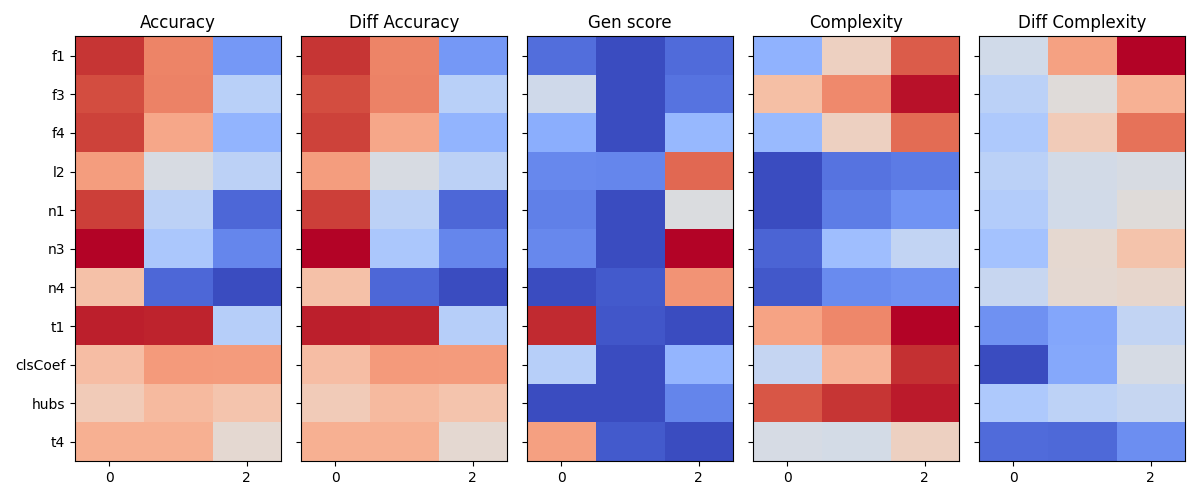 Accuracy Diff Accuracy Gen score Complexity Diff Complexity
f1
f3
f4
l2
n1
n3
n4
t1
clsCoef
hubs
t4
0 2 0 2 0 2 0 2 0 2